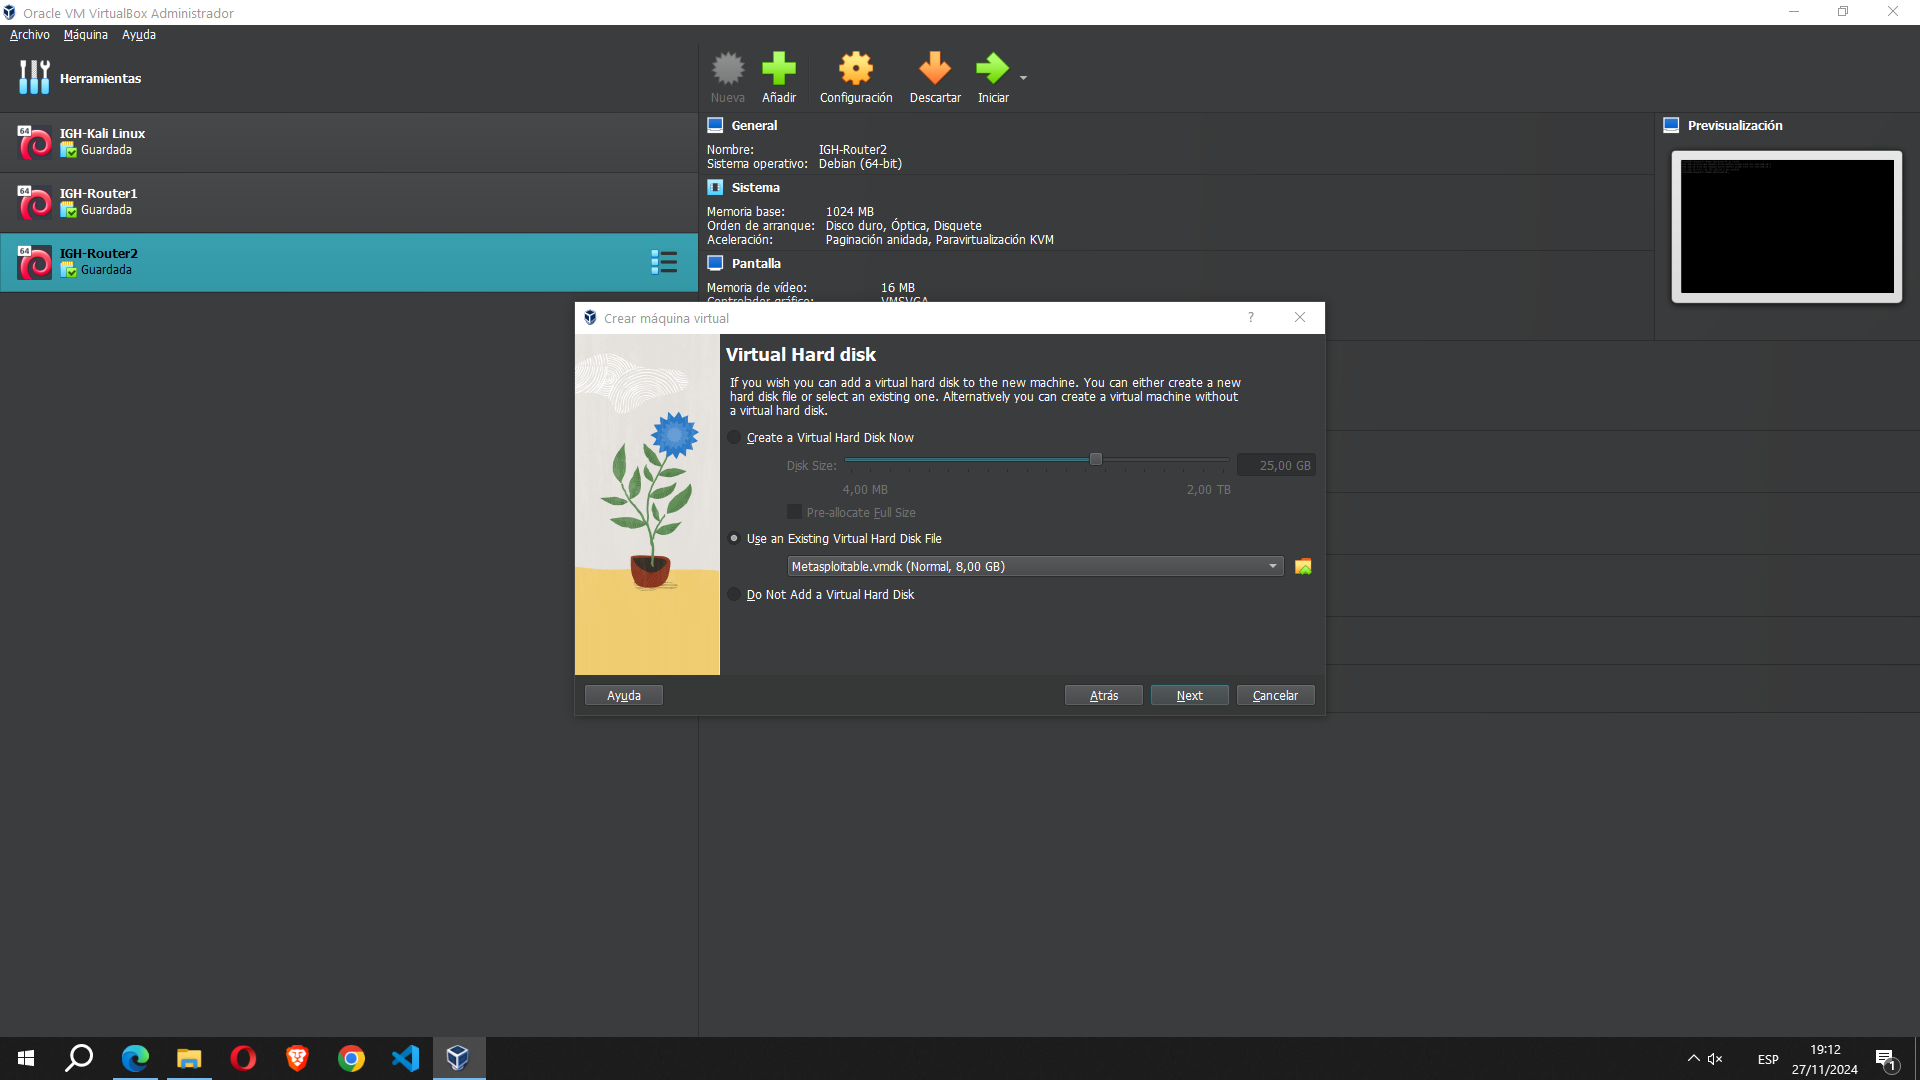 Oracle VM VirtualBox Administrador
Archivo Máquina Ayuda
Herramientas
64 IGH-Kali Linux
Guardada
64 IGH-Router1
Guardada
64 IGH-Router2
Guardada
Nueva Añadir Configuración Descartar Iniciar
General
Nombre: IGH-Router2
Sistema operativo: Debian (64-bit)
Sistema
Memoria base: 1024 MB
Orden de arranque: Disco duro, Óptica, Disquete
Aceleración: Paginación anidada, Paravirtualización KVM
Pantalla
Memoria de vídeo: 16 MB
Controlador gráfico: VMSVGA
Previsualización
Crear máquina virtual ?
Virtual Hard disk
If you wish you can add a virtual hard disk to the new machine. You can either create a new
hard disk file or select an existing one. Alternatively you can create a virtual machine without
a virtual hard disk.
Create a Virtual Hard Disk Now
Disk Size: 25,00 GB
4,00 MB 2,00 TB
Pre-allocate Full Size
Use an Existing Virtual Hard Disk File
Metasploitable.vmdk (Normal, 8,00 GB)
Do Not Add a Virtual Hard Disk
Ayuda Atrás Next Cancelar
ESP
19:12
27/11/2024
1